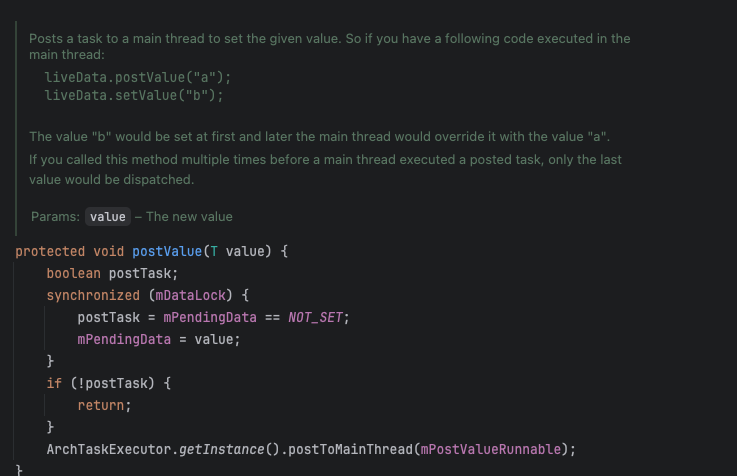 Posts a task to a main thread to set the given value. So if you have a following code executed in the
main thread:
liveData.postValue("a");
liveData.setValue("b");
The value "b" would be set at first and later the main thread would override it with the value "a".
If you called this method multiple times before a main thread executed a posted task, only the last
value would be dispatched.
Params: value – The new value
protected void postValue(T value) {
    boolean postTask;
    synchronized (mDataLock) {
        postTask = mPendingData == NOT_SET;
        mPendingData = value;
    }
    if (!postTask) {
        return;
    }
    ArchTaskExecutor.getInstance().postToMainThread(mPostValueRunnable);
}